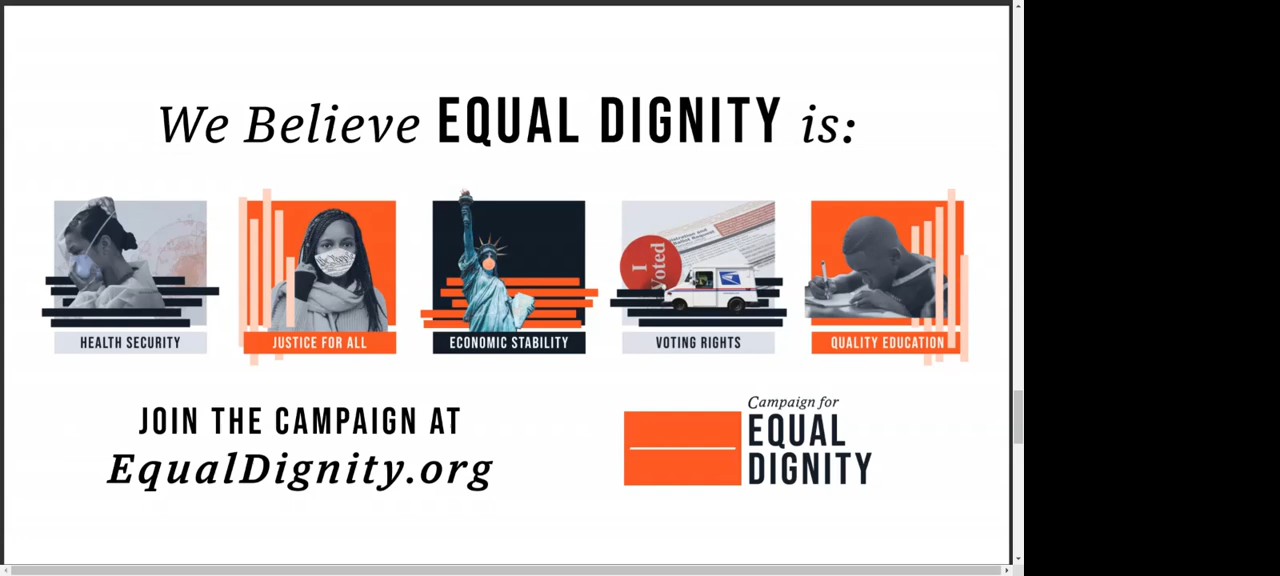 We Believe EQUAL DIGNITY is:
I
Voted
HEALTH SECURITY
JUSTICE FOR ALL
ECONOMIC STABILITY
VOTING RIGHTS
QUALITY EDUCATION
JOIN THE CAMPAIGN AT
EqualDignity.org
Campaign for
EQUAL
DIGNITY